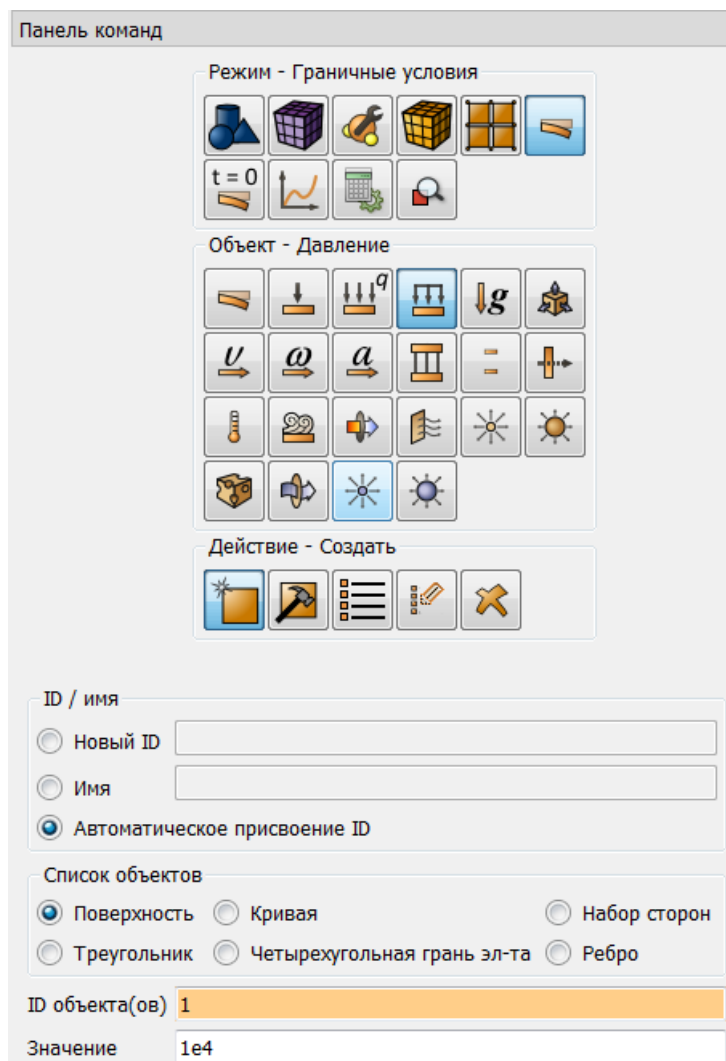 Панель команд
Режим - Граничные условия
t = 0
Объект - Давление
q
g
υ ω a
Действие - Создать
ID / имя
Новый ID
Имя
Автоматическое присвоение ID
Список объектов
Поверхность Кривая Набор сторон
Треугольник Четырехугольная грань эл-та Ребро
ID объекта(ов) 1
Значение 1e4